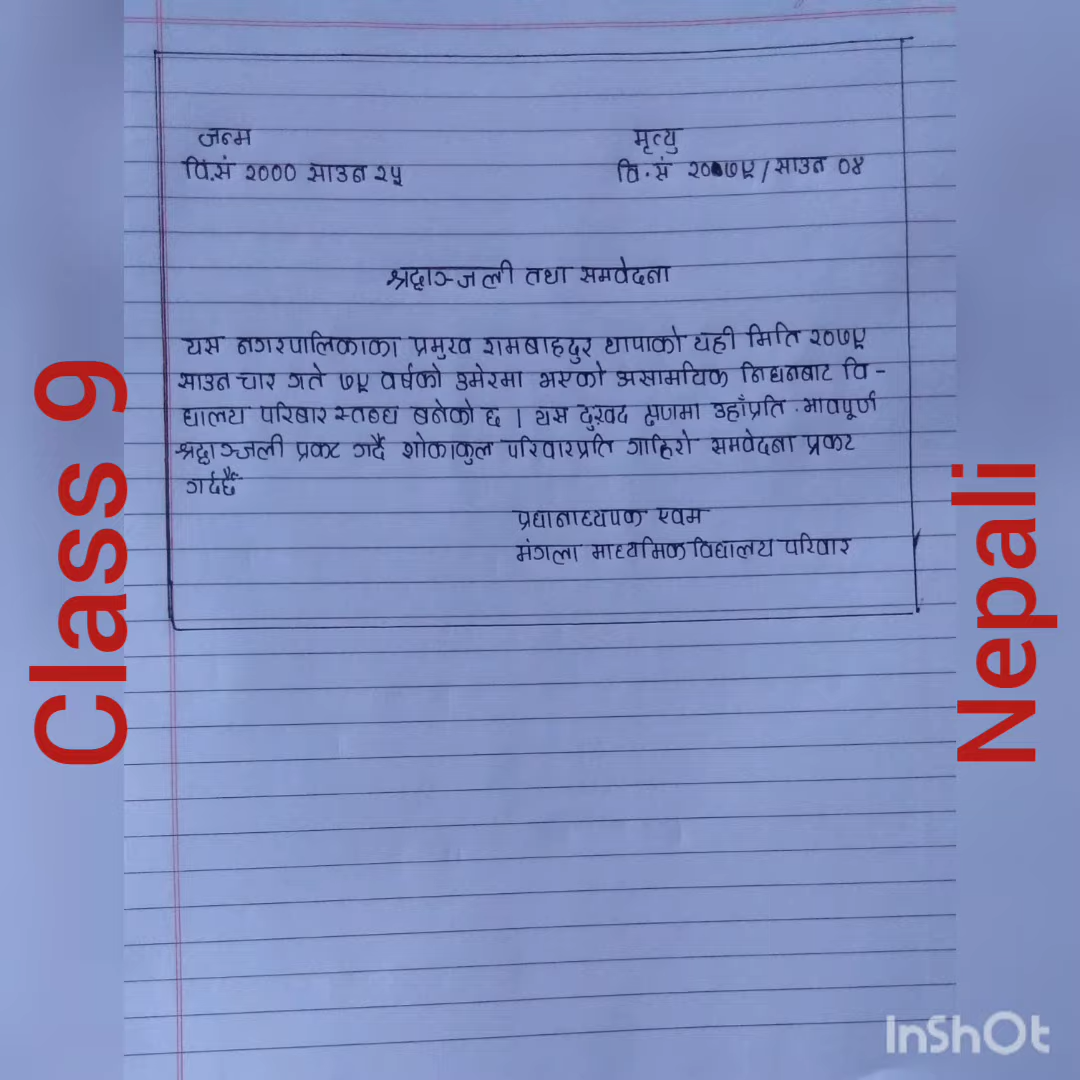 जन्म
वि.सं २००० साउन २५
मृत्यु
वि.सं २०७५/साउन ०४
श्रद्धाञ्जली तथा समवेदना
यस नगरपालिकाका प्रमुख रामबाहदुर थापाको यही मिति २०७५
साउन चार गते ७५ वर्षको उमेरमा भएको असामयिक निधनबाट वि-
द्यालय परिबार स्तब्ध बनेको छ । यस दुःखद क्षणमा उहाँप्रति भावपूर्ण
श्रद्धाञ्जली प्रकट गर्दै शोकाकुल परिवारप्रति गाहिरो समवेदना प्रकट
गर्दछौँ
प्रधानाध्यपक एवम
मंगला माध्यमिक विद्यालय परिवार
Class 9
Nepali
InShOt